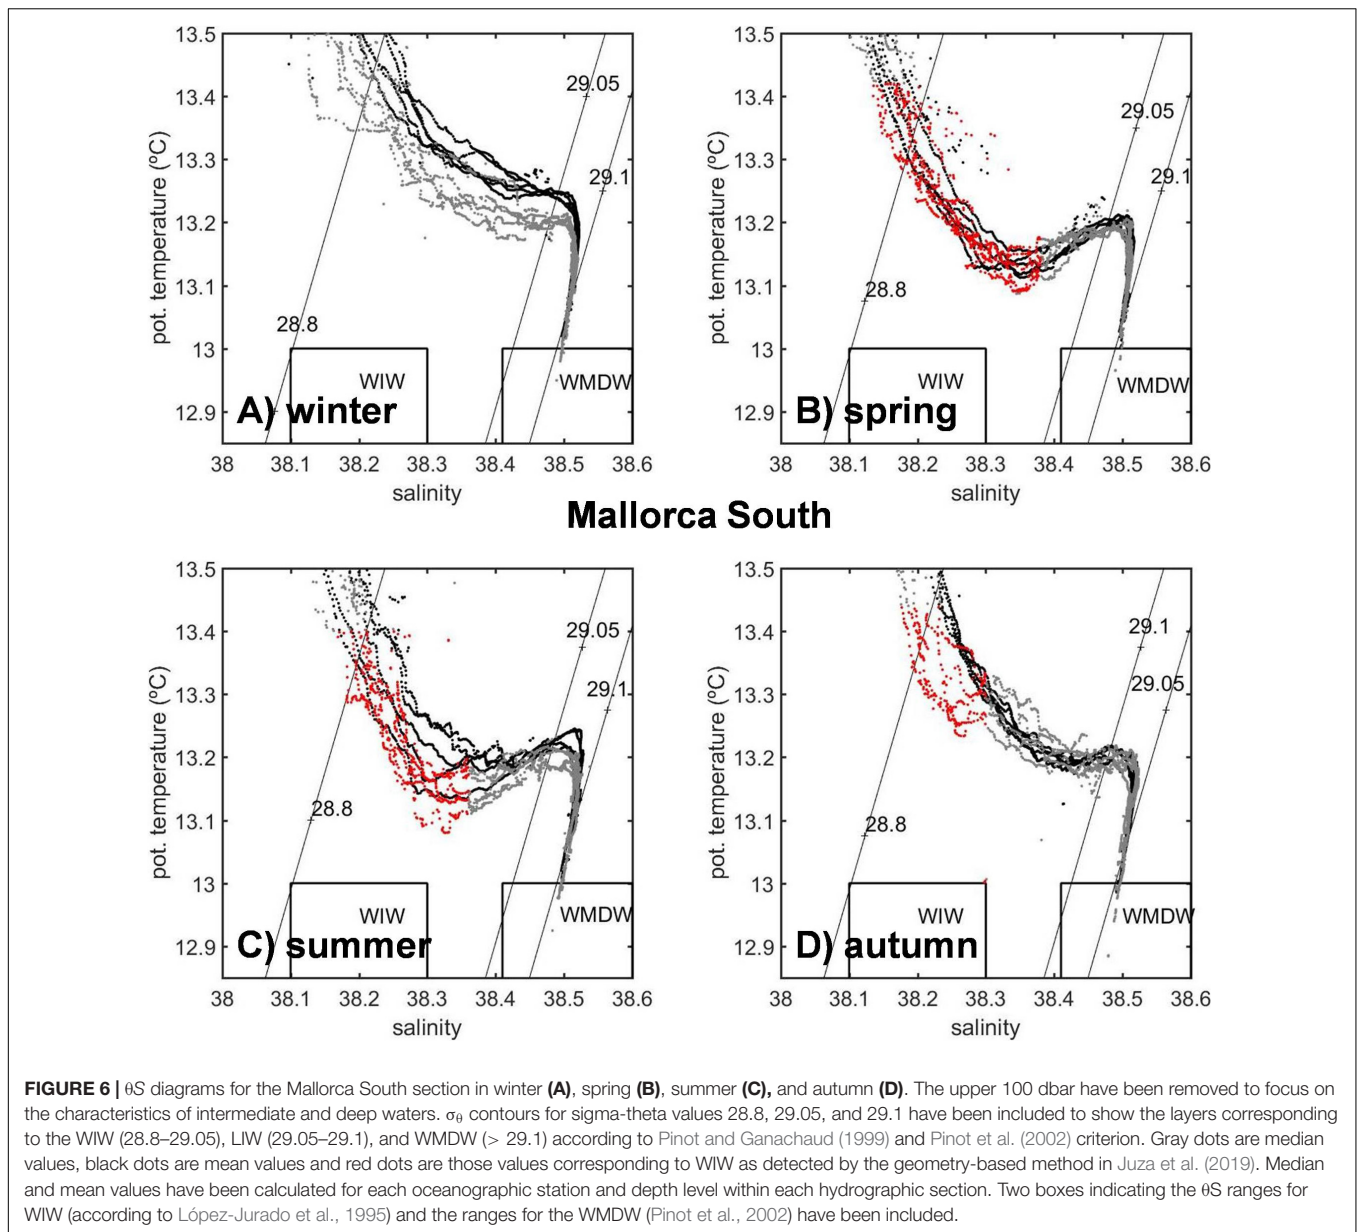 13.5
13.4
13.3
13.2
13.1
13
12.9
pot. temperature (ºC)
29.05
29.1
28.8
WIW
WMDW
A) winter
38 38.1 38.2 38.3 38.4 38.5 38.6
salinity
13.5
13.4
13.3
13.2
13.1
13
12.9
pot. temperature (ºC)
29.05
29.1
28.8
WIW
WMDW
B) spring
38 38.1 38.2 38.3 38.4 38.5 38.6
salinity
Mallorca South
13.5
13.4
13.3
13.2
13.1
13
12.9
pot. temperature (ºC)
29.05
29.1
28.8
WIW
WMDW
C) summer
38 38.1 38.2 38.3 38.4 38.5 38.6
salinity
13.5
13.4
13.3
13.2
13.1
13
12.9
pot. temperature (ºC)
29.1
29.05
28.8
WIW
WMDW
D) autumn
38 38.1 38.2 38.3 38.4 38.5 38.6
salinity
FIGURE 6 | θS diagrams for the Mallorca South section in winter (A), spring (B), summer (C), and autumn (D). The upper 100 dbar have been removed to focus on
the characteristics of intermediate and deep waters. σθ contours for sigma-theta values 28.8, 29.05, and 29.1 have been included to show the layers corresponding
to the WIW (28.8–29.05), LIW (29.05–29.1), and WMDW (> 29.1) according to Pinot and Ganachaud (1999) and Pinot et al. (2002) criterion. Gray dots are median
values, black dots are mean values and red dots are those values corresponding to WIW as detected by the geometry-based method in Juza et al. (2019). Median
and mean values have been calculated for each oceanographic station and depth level within each hydrographic section. Two boxes indicating the θS ranges for
WIW (according to López-Jurado et al., 1995) and the ranges for the WMDW (Pinot et al., 2002) have been included.